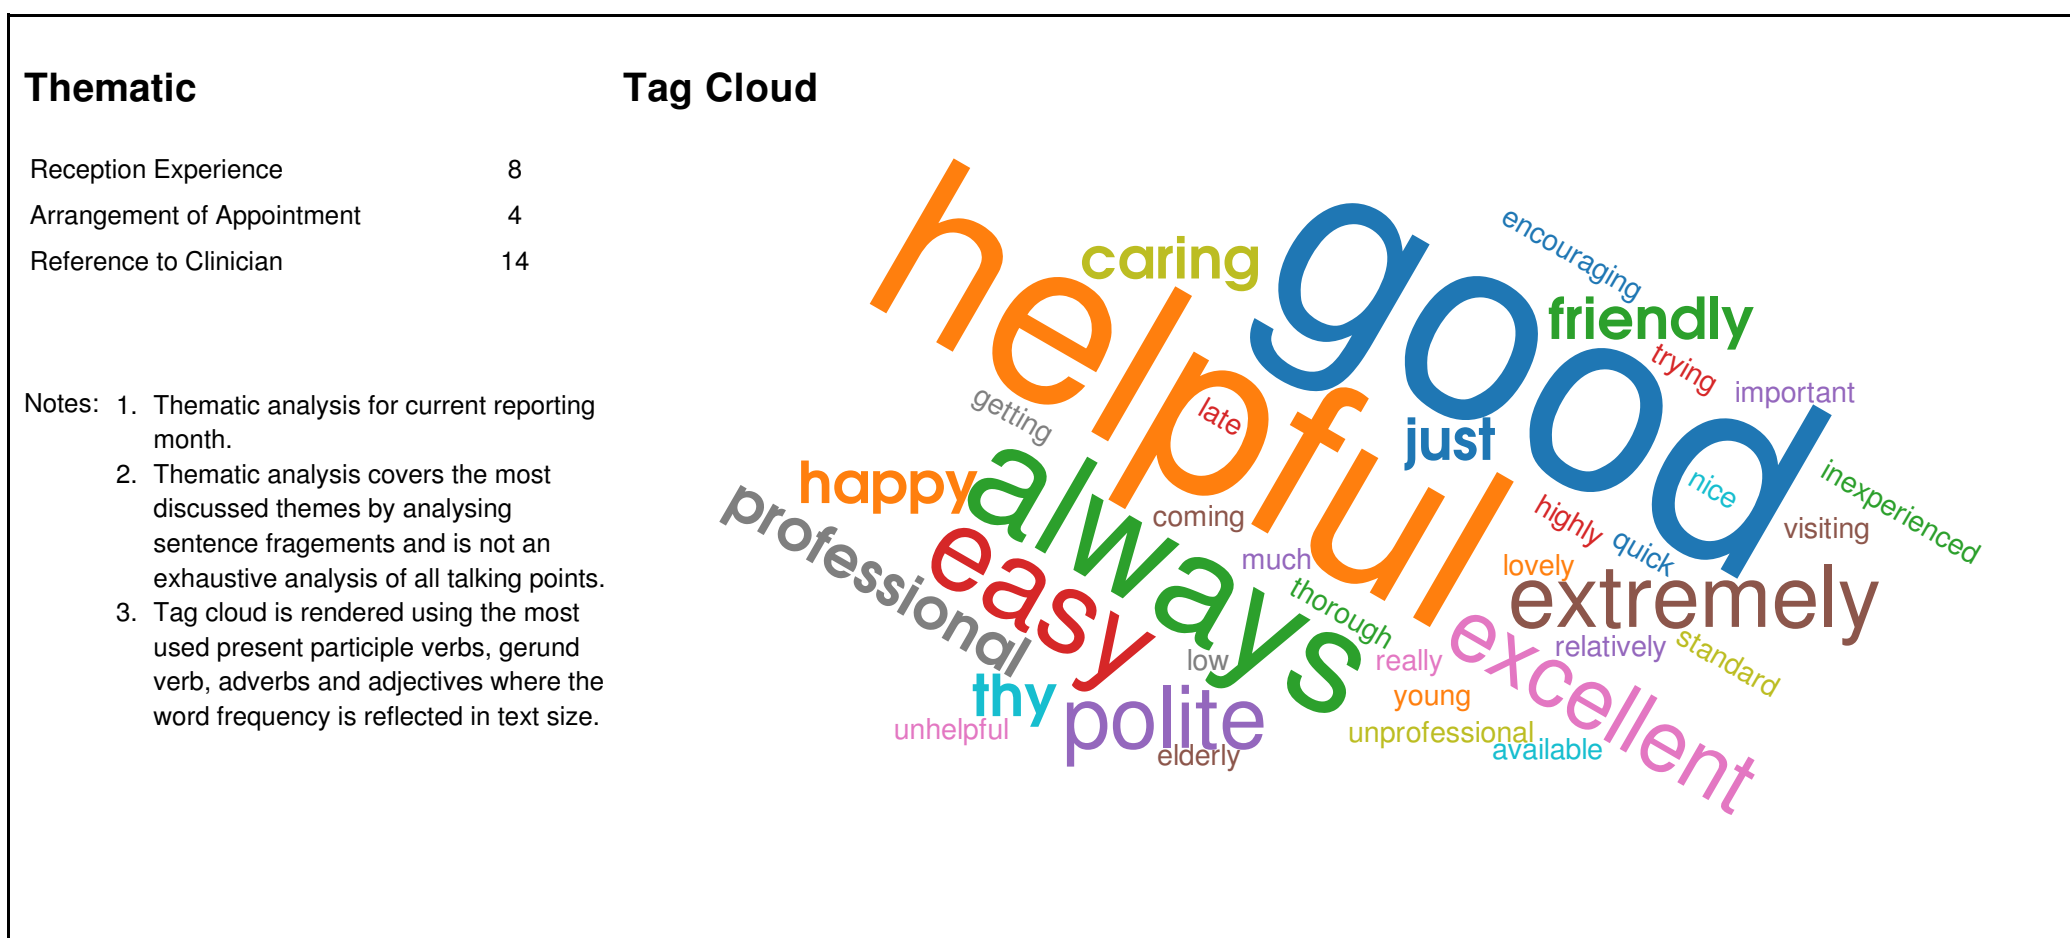 Thematic
Reception Experience 8
Arrangement of Appointment 4
Reference to Clinician 14
Notes: 1. Thematic analysis for current reporting
month.
2. Thematic analysis covers the most
discussed themes by analysing
sentence fragements and is not an
exhaustive analysis of all talking points.
3. Tag cloud is rendered using the most
used present participle verbs, gerund
verb, adverbs and adjectives where the
word frequency is reflected in text size.
Tag Cloud
helpful
good
encouraging
caring
friendly
trying
important
getting
late
just
happy
always
professional
coming
nice
inexperienced
highly
quick
visiting
easy
much
lovely
extremely
thorough
excellent
relatively
standard
low
really
thy
polite
young
unhelpful
unprofessional
elderly
available